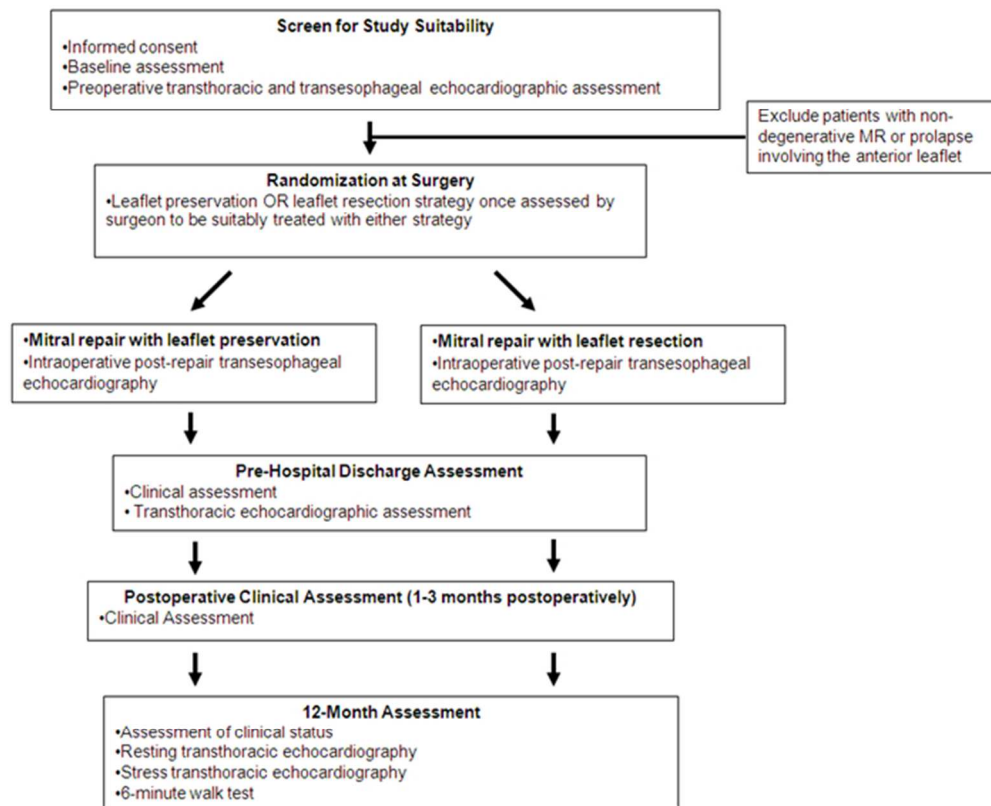 Screen for Study Suitability
•Informed consent
•Baseline assessment
•Preoperative transthoracic and transesophageal echocardiographic assessment
Exclude patients with non-
degenerative MR or prolapse
involving the anterior leaflet
Randomization at Surgery
•Leaflet preservation OR leaflet resection strategy once assessed by
surgeon to be suitably treated with either strategy
•Mitral repair with leaflet preservation
•Intraoperative post-repair transesophageal
echocardiography
•Mitral repair with leaflet resection
•Intraoperative post-repair transesophageal
echocardiography
Pre-Hospital Discharge Assessment
•Clinical assessment
• Transthoracic echocardiographic assessment
Postoperative Clinical Assessment (1-3 months postoperatively)
•Clinical Assessment
12-Month Assessment
•Assessment of clinical status
•Resting transthoracic echocardiography
•Stress transthoracic echocardiography
•6-minute walk test